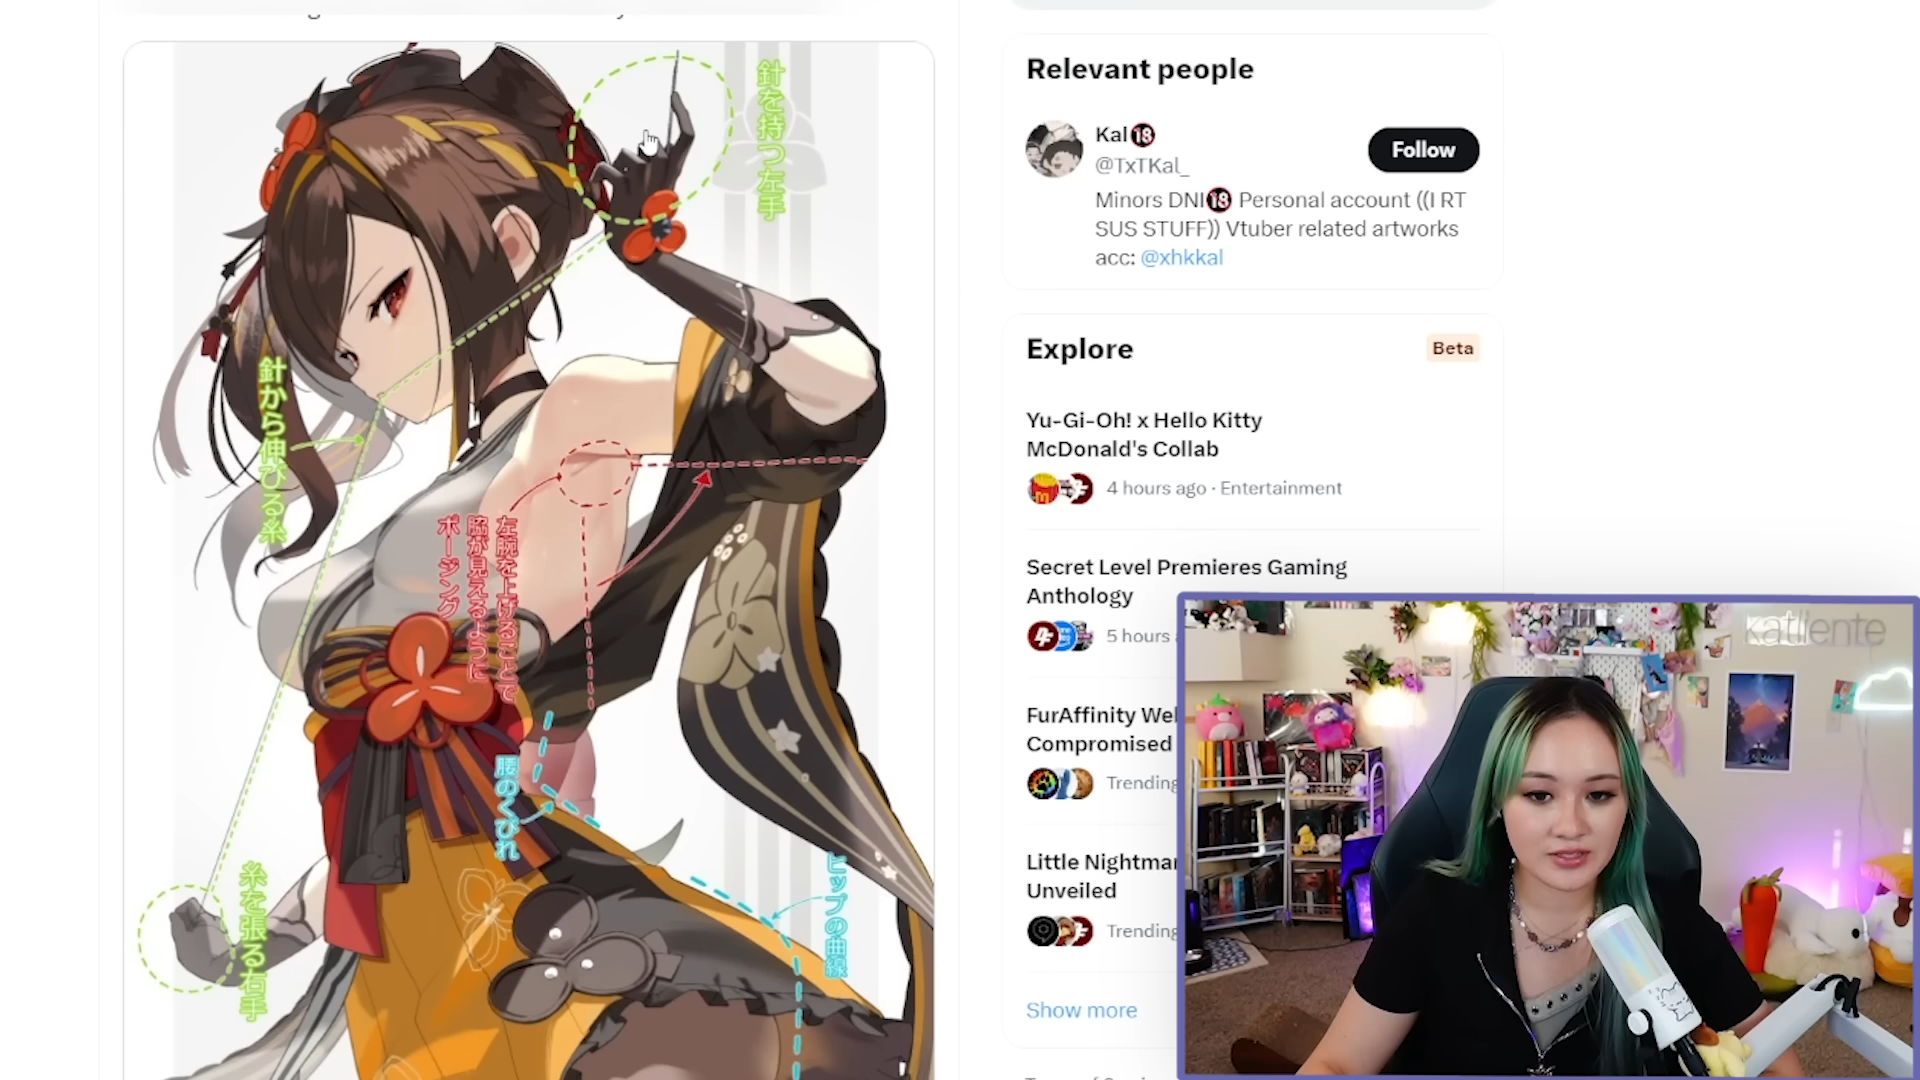 針を持つ左手
針から伸びる糸
左腕を上げることで
脇が見えるように
ポージング
腰のくびれ
ヒップの曲線
糸を張る右手
Relevant people
Kal🔞
@TxTKal_
Follow
Minors DNI🔞 Personal account ((I RT
SUS STUFF)) Vtuber related artworks
acc: @xhkkal
Explore
Beta
Yu-Gi-Oh! x Hello Kitty
McDonald's Collab
4 hours ago · Entertainment
Secret Level Premieres Gaming
Anthology
5 hours
FurAffinity
Compromised
Trending
Little
Unveiled
Trending
Show more
katliente